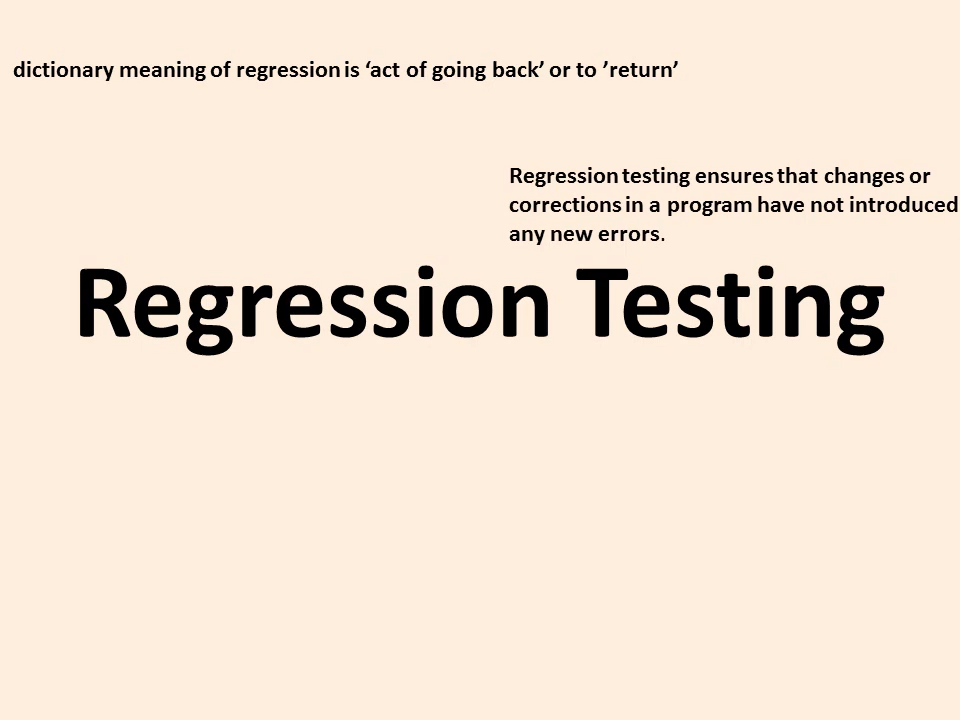 dictionary meaning of regression is ‘act of going back’ or to ’return’
Regression testing ensures that changes or
corrections in a program have not introduced
any new errors.
Regression Testing